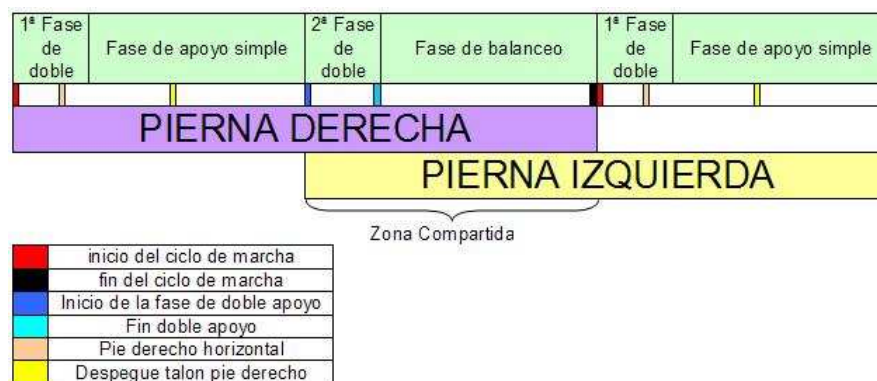 1ª Fase
de
doble
Fase de apoyo simple
2ª Fase
de
doble
Fase de balanceo
1ª Fase
de
doble
Fase de apoyo simple
PIERNA DERECHA
PIERNA IZQUIERDA
Zona Compartida
inicio del ciclo de marcha
fin del ciclo de marcha
Inicio de la fase de doble apoyo
Fin doble apoyo
Pie derecho horizontal
Despegue talon pie derecho